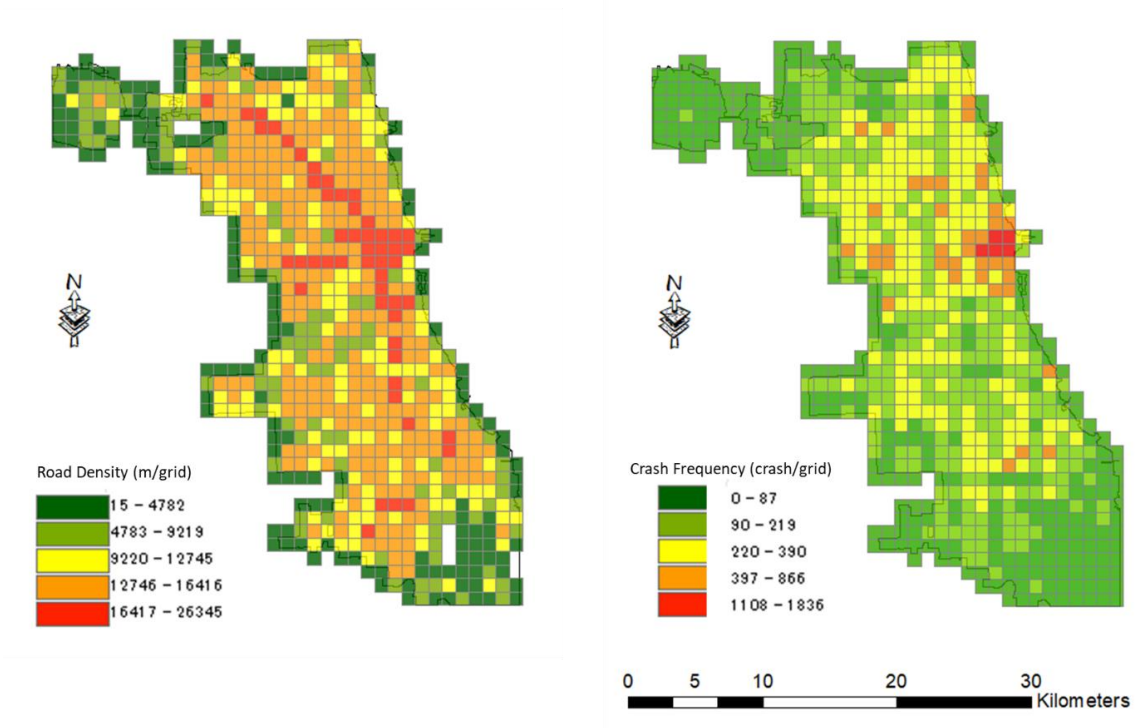 N
N
Road Density (m/grid)
15 - 4782
4783 - 9219
9220 - 12745
12746 - 16416
16417 - 26345
Crash Frequency (crash/grid)
0 - 87
90 - 219
220 - 390
397 - 866
1108 - 1836
0 5 10 20 30
Kilometers